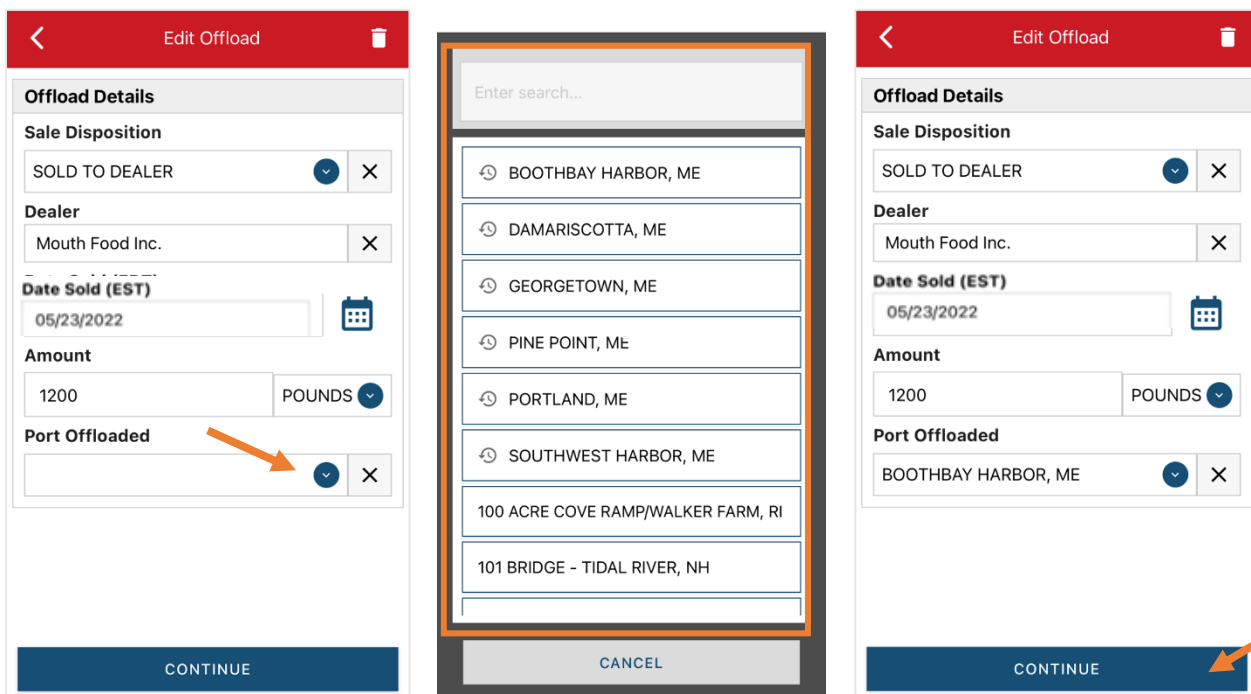 Edit Offload
Offload Details
Sale Disposition
SOLD TO DEALER
Dealer
Mouth Food Inc.
Date Sold (EST)
05/23/2022
Amount
1200
POUNDS
Port Offloaded
CONTINUE
Enter search...
BOOTHBAY HARBOR, ME
DAMARISCOTTA, ME
GEORGETOWN, ME
PINE POINT, ME
PORTLAND, ME
SOUTHWEST HARBOR, ME
100 ACRE COVE RAMP/WALKER FARM, RI
101 BRIDGE - TIDAL RIVER, NH
CANCEL
Edit Offload
Offload Details
Sale Disposition
SOLD TO DEALER
Dealer
Mouth Food Inc.
Date Sold (EST)
05/23/2022
Amount
1200
POUNDS
Port Offloaded
BOOTHBAY HARBOR, ME
CONTINUE